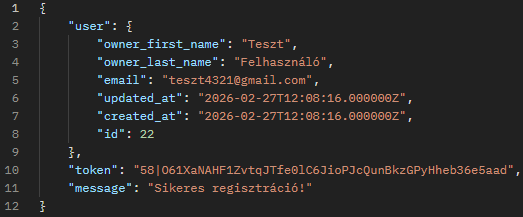 1 {
2 "user": {
3 "owner_first_name": "Teszt",
4 "owner_last_name": "Felhasználó",
5 "email": "teszt4321@gmail.com",
6 "updated_at": "2026-02-27T12:08:16.000000Z",
7 "created_at": "2026-02-27T12:08:16.000000Z",
8 "id": 22
9 },
10 "token": "58|O61XaNAHF1ZvtqJTfe0lC6JioPJcQunBkzGPyHheb36e5aad",
11 "message": "Sikeres regisztráció!"
12 }